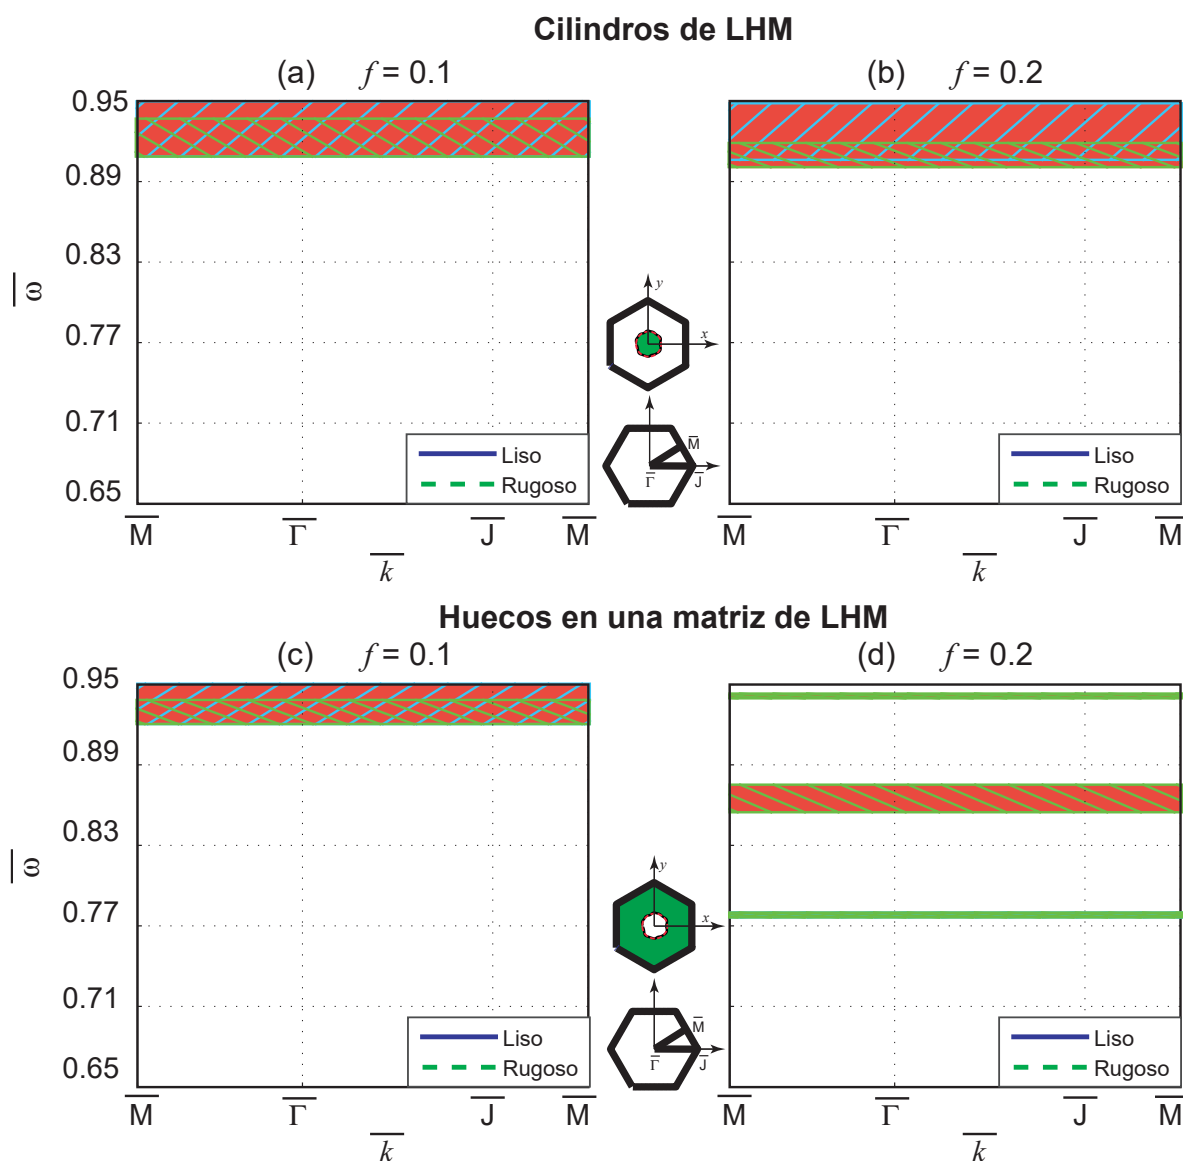 Cilindros de LHM
(a) f = 0.1
(b) f = 0.2
0.95
0.89
0.83
0.77
0.71
0.65
ω
Liso
Rugoso
M Γ J M
k
y
x
M
Γ
J
Liso
Rugoso
M Γ J M
k
Huecos en una matriz de LHM
(c) f = 0.1
(d) f = 0.2
0.95
0.89
0.83
0.77
0.71
0.65
ω
Liso
Rugoso
M Γ J M
k
y
x
M
Γ
J
Liso
Rugoso
M Γ J M
k